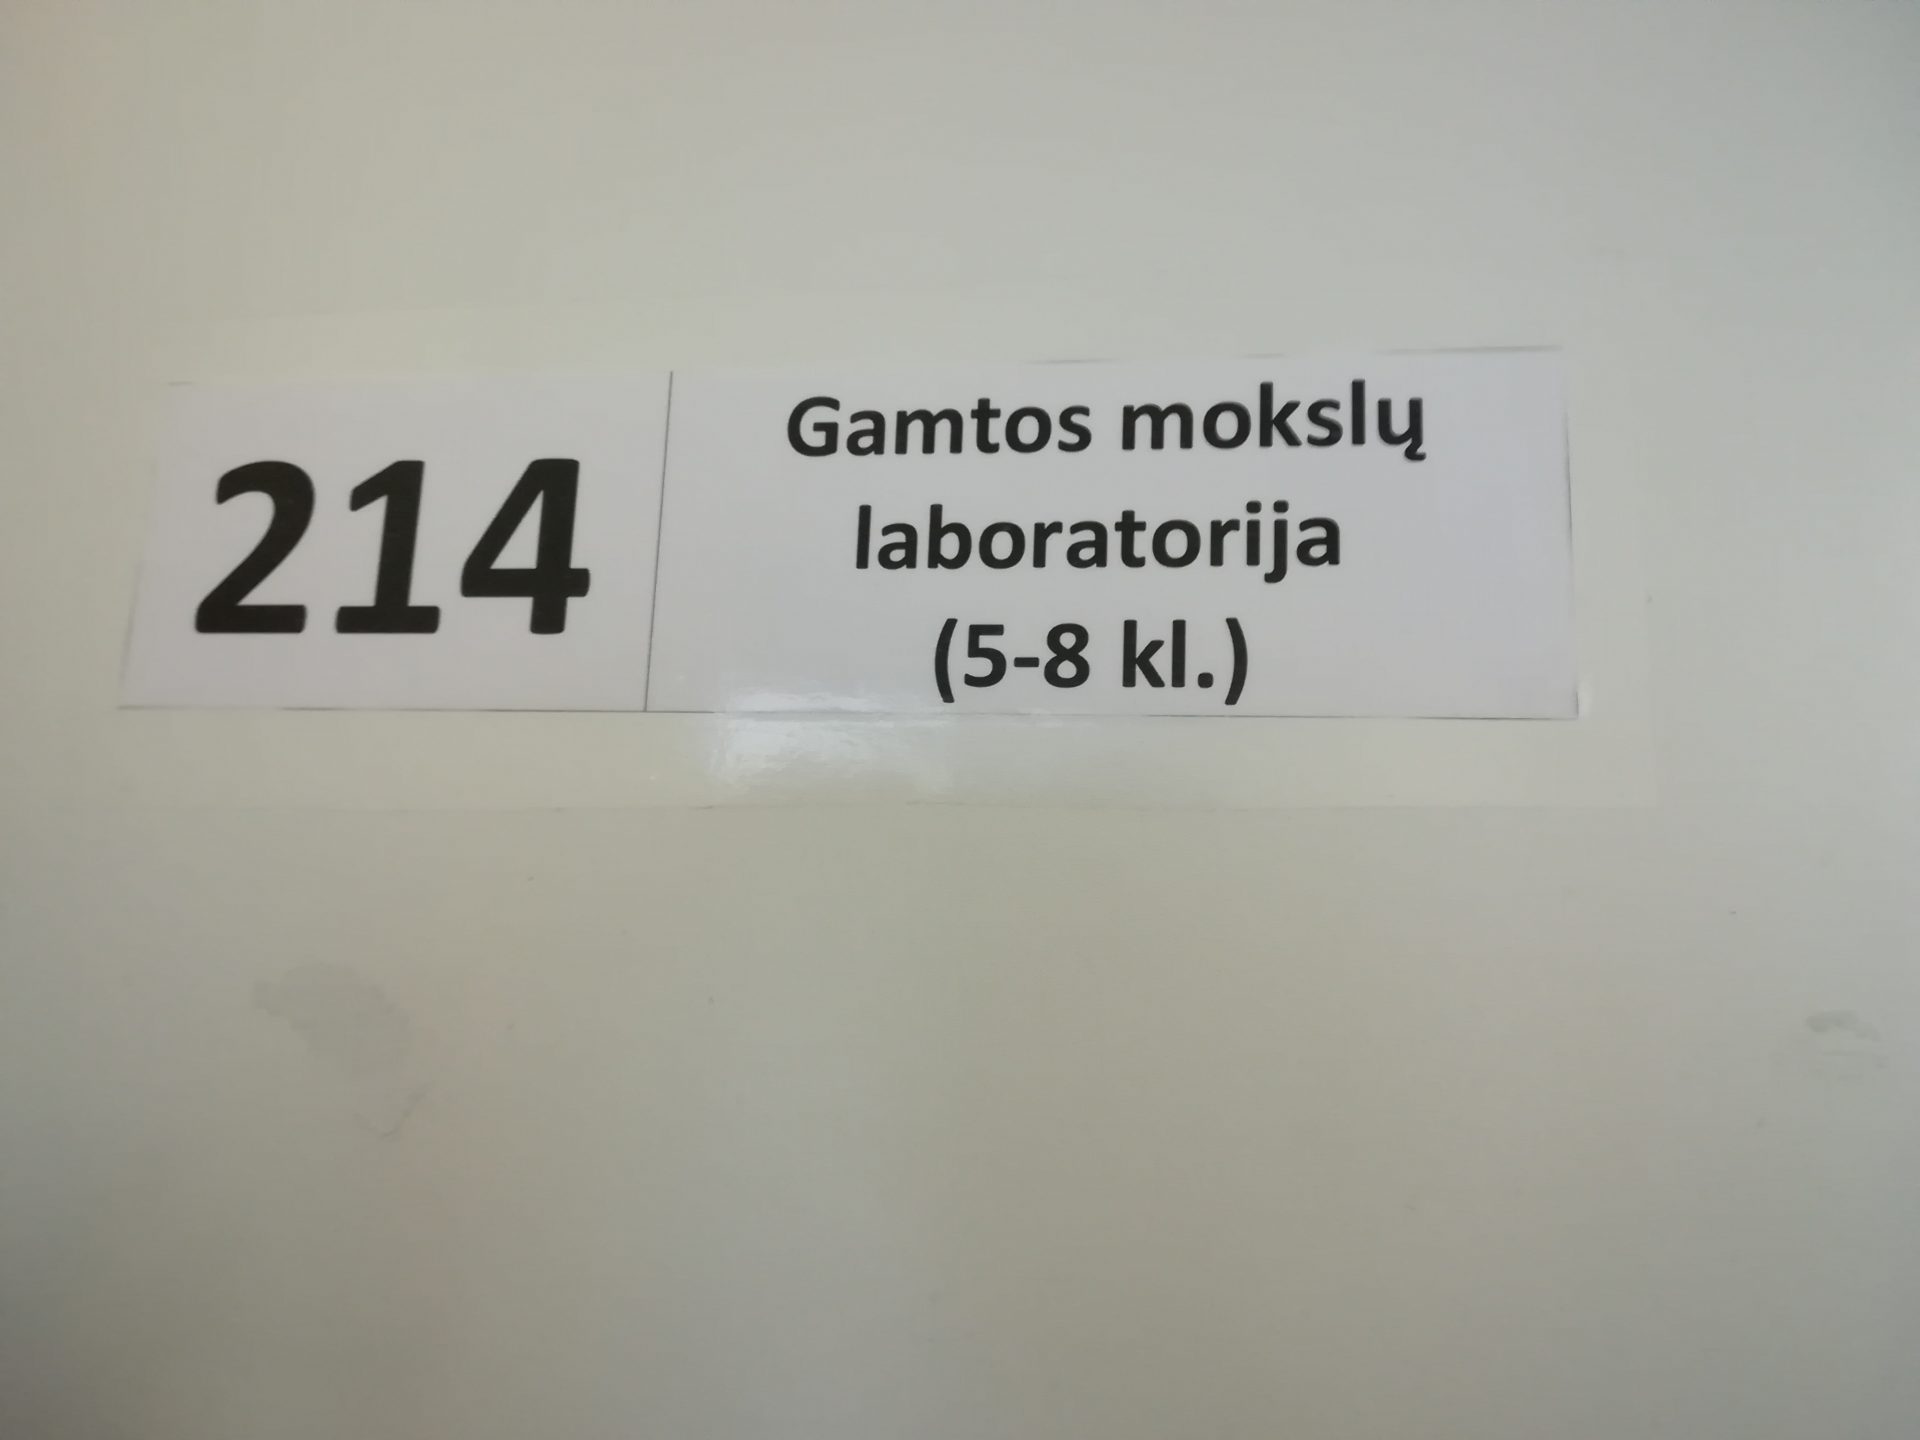 214
Gamtos mokslų
laboratorija
(5-8 kl.)